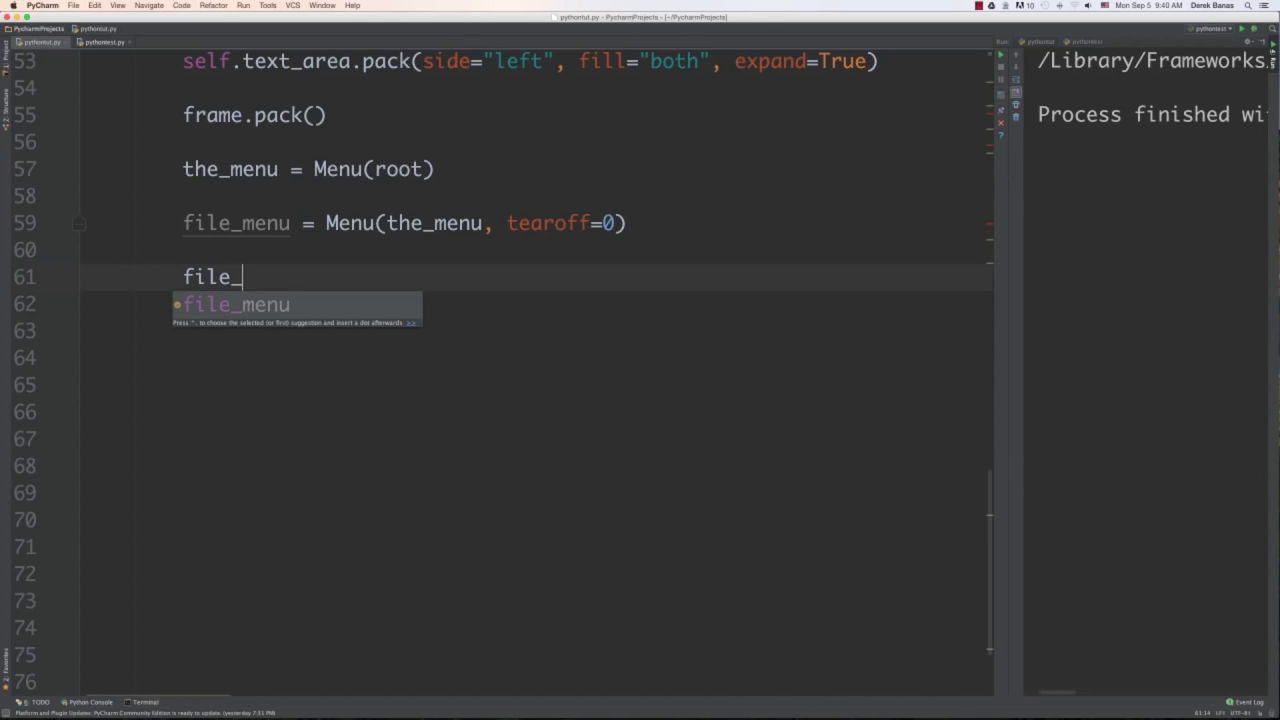 PyCharm File Edit View Navigate Code Refactor Run Tools VCS Window Help 10 Mon Sep 5 9:40 AM Derek Banas
pythontut.py - PycharmProjects - [~/PycharmProjects]
PycharmProjects pythontut.py pythontest
pythontut.py pythontest.py Run: pythontut pythontest
1: Project
7: Structure
2: Favorites
53 self.text_area.pack(side="left", fill="both", expand=True)
54
55 frame.pack()
56
57 the_menu = Menu(root)
58
59 file_menu = Menu(the_menu, tearoff=0)
60
61 file_
62 file_menu
Press ^. to choose the selected (or first) suggestion and insert a dot afterwards >>
63
64
65
66
67
68
69
70
71
72
73
74
75
76
/Library/Frameworks
Process finished wi
6: TODO Python Console Terminal Event Log
Platform and Plugin Updates: PyCharm Community Edition is ready to update. (yesterday 7:51 PM) 61:14 LF÷ UTF-8÷